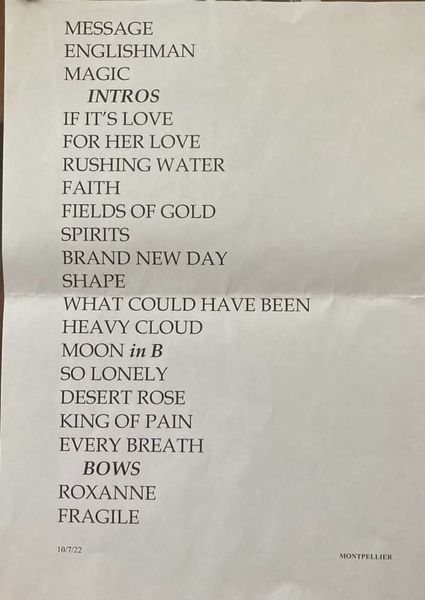 MESSAGE
ENGLISHMAN
MAGIC
INTROS
IF IT'S LOVE
FOR HER LOVE
RUSHING WATER
FAITH
FIELDS OF GOLD
SPIRITS
BRAND NEW DAY
SHAPE
WHAT COULD HAVE BEEN
HEAVY CLOUD
MOON in B
SO LONELY
DESERT ROSE
KING OF PAIN
EVERY BREATH
BOWS
ROXANNE
FRAGILE
10/7/22
MONTPELLIER